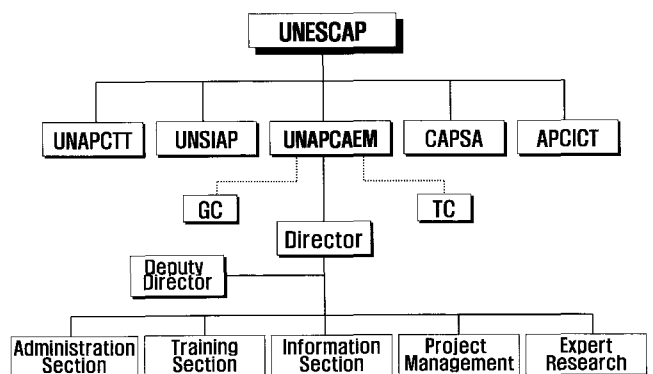 UNESCAP
UNAPCTT
UNSIAP
UNAPCAEM
CAPSA
APCICT
GC
TC
Director
Deputy
Director
Administration
Section
Training
Section
Information
Section
Project
Management
Expert
Research